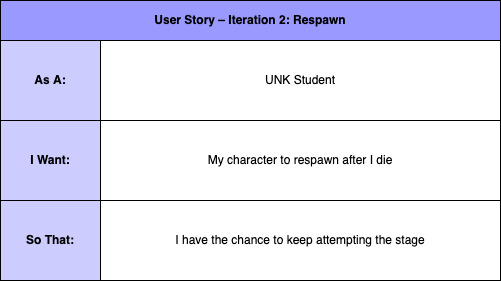 User Story – Iteration 2: Respawn
As A:
UNK Student
I Want:
My character to respawn after I die
So That:
I have the chance to keep attempting the stage